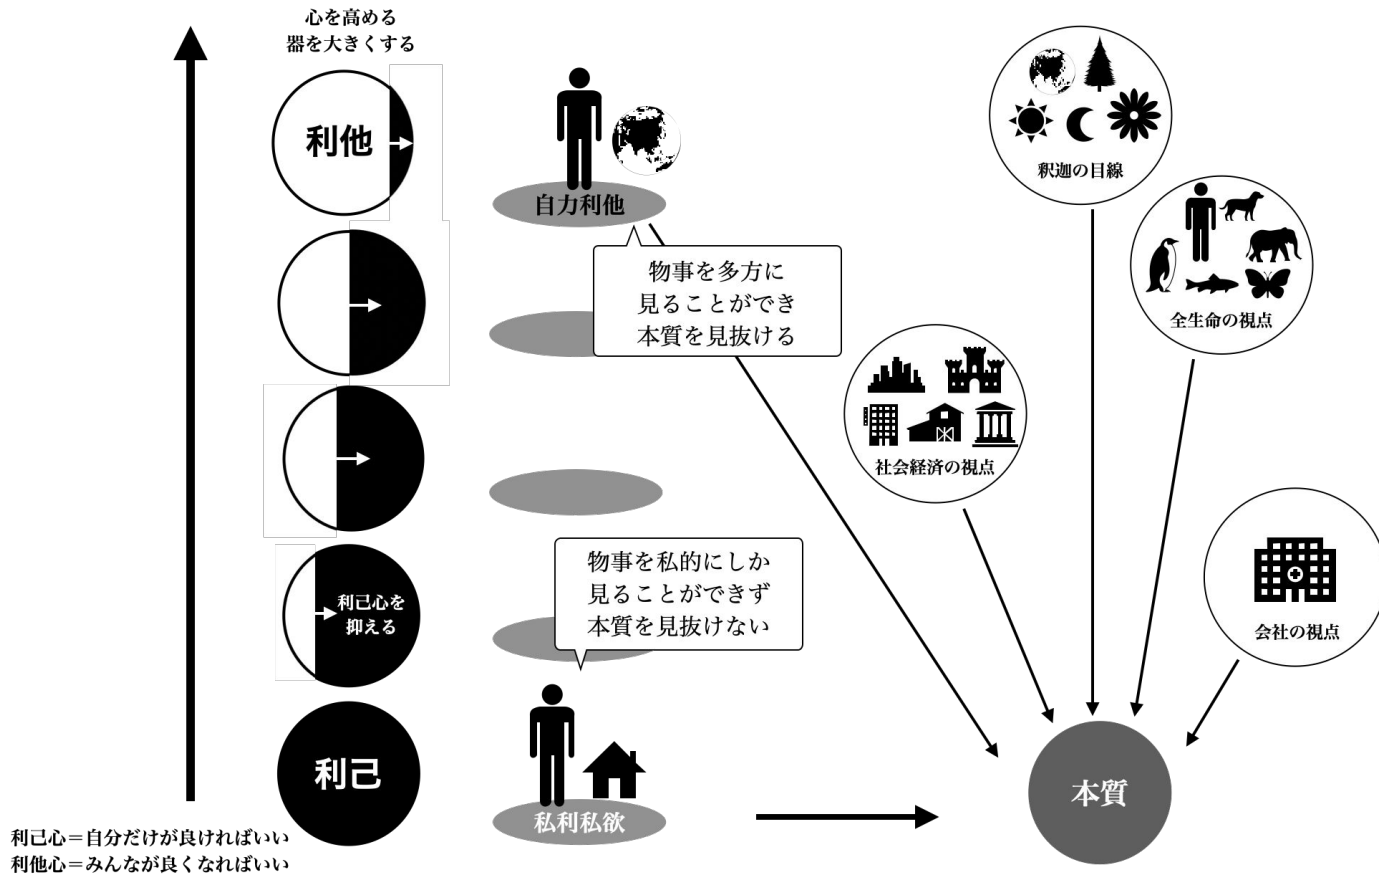 心を高める
器を大きくする
利他
自力利他
物事を多方に
見ることができ
本質を見抜ける
釈迦の目線
全生命の視点
社会経済の視点
会社の視点
利己心を
抑える
物事を私的にしか
見ることができず
本質を見抜けない
利己
私利私欲
本質
利己心＝自分だけが良ければいい
利他心＝みんなが良くなればいい